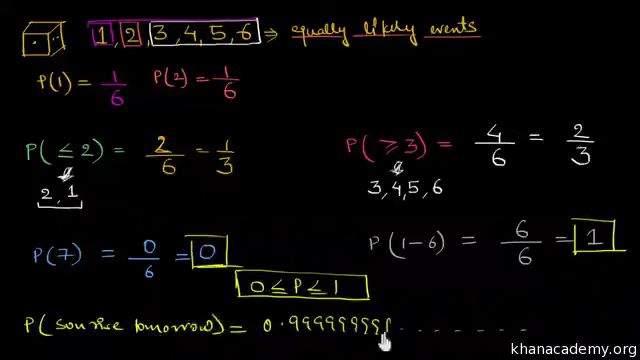 1, 2, 3, 4, 5, 6 ⇒ equally likely events
P(1) = 1/6 P(2) = 1/6
P(≤2) = 2/6 = 1/3 P(≥3) = 4/6 = 2/3
2, 1 3, 4, 5, 6
P(7) = 0/6 = 0 P(1-6) = 6/6 = 1
0 ≤ P ≤ 1
P(sunrise tomorrow) = 0.999999999.......
khanacademy.org